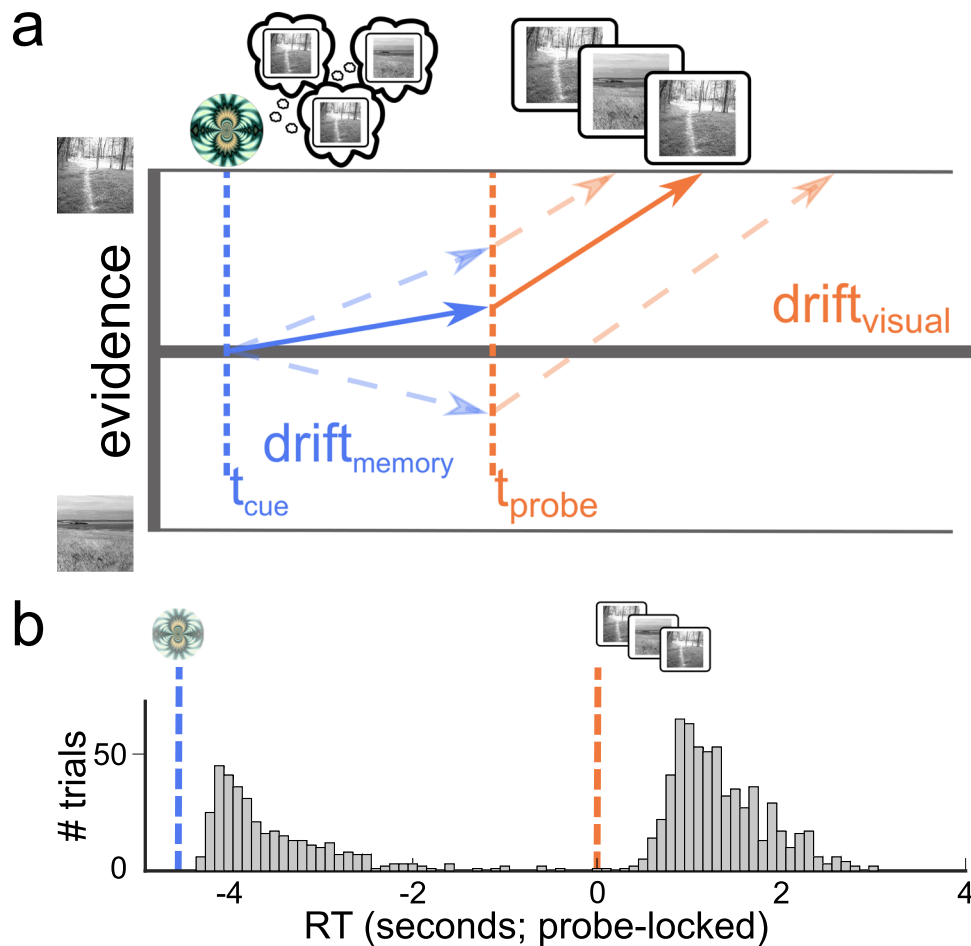 a
evidence
drift visual
drift memory
t cue
t probe
b
# trials
50
0
-4 -2 0 2 4
RT (seconds; probe-locked)